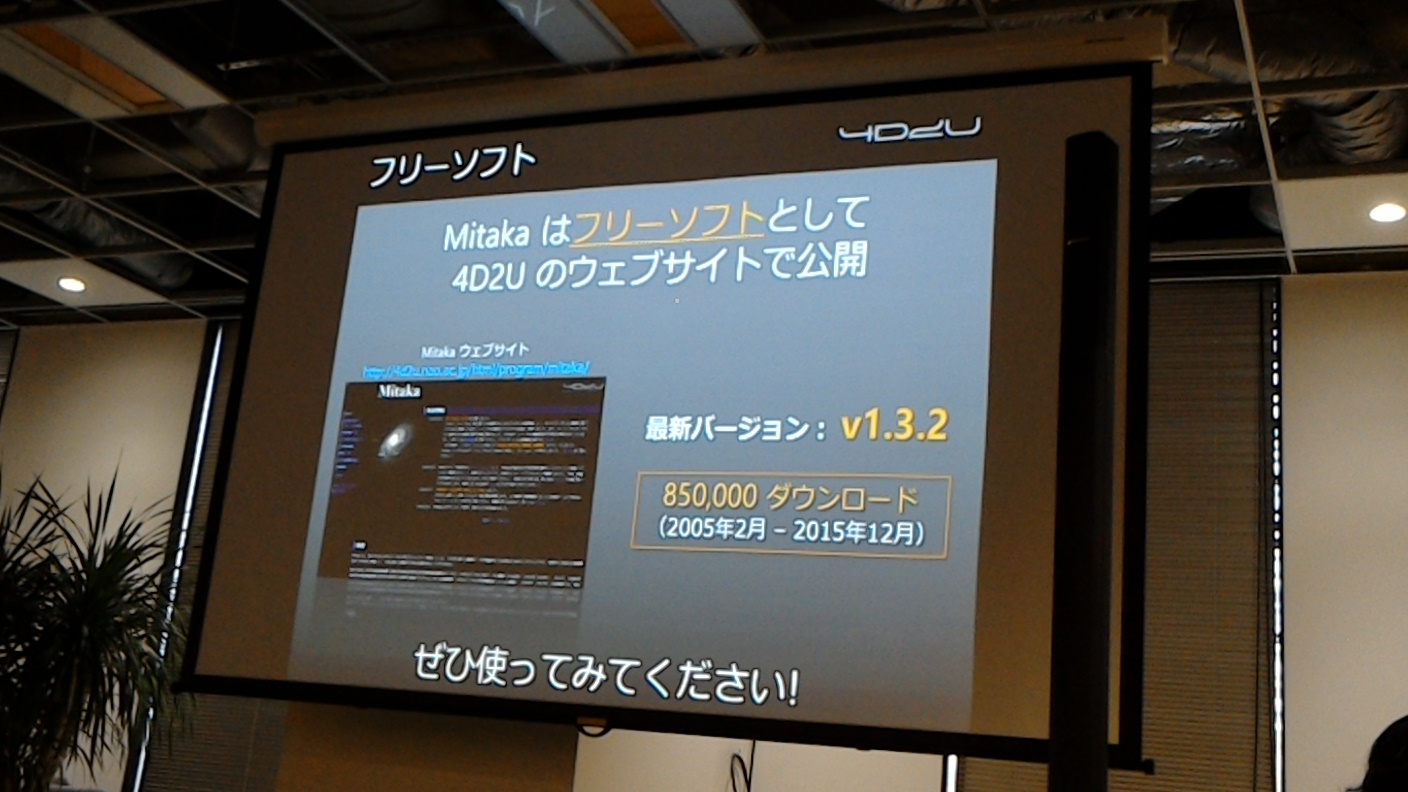 フリーソフト
4D2U
Mitaka はフリーソフトとして
4D2U のウェブサイトで公開
Mitaka ウェブサイト
http://4d2u.nao.ac.jp/html/program/mitaka/
Mitaka
4D2U
最新バージョン： v1.3.2
850,000 ダウンロード
（2005年2月 – 2015年12月）
ぜひ使ってみてください!